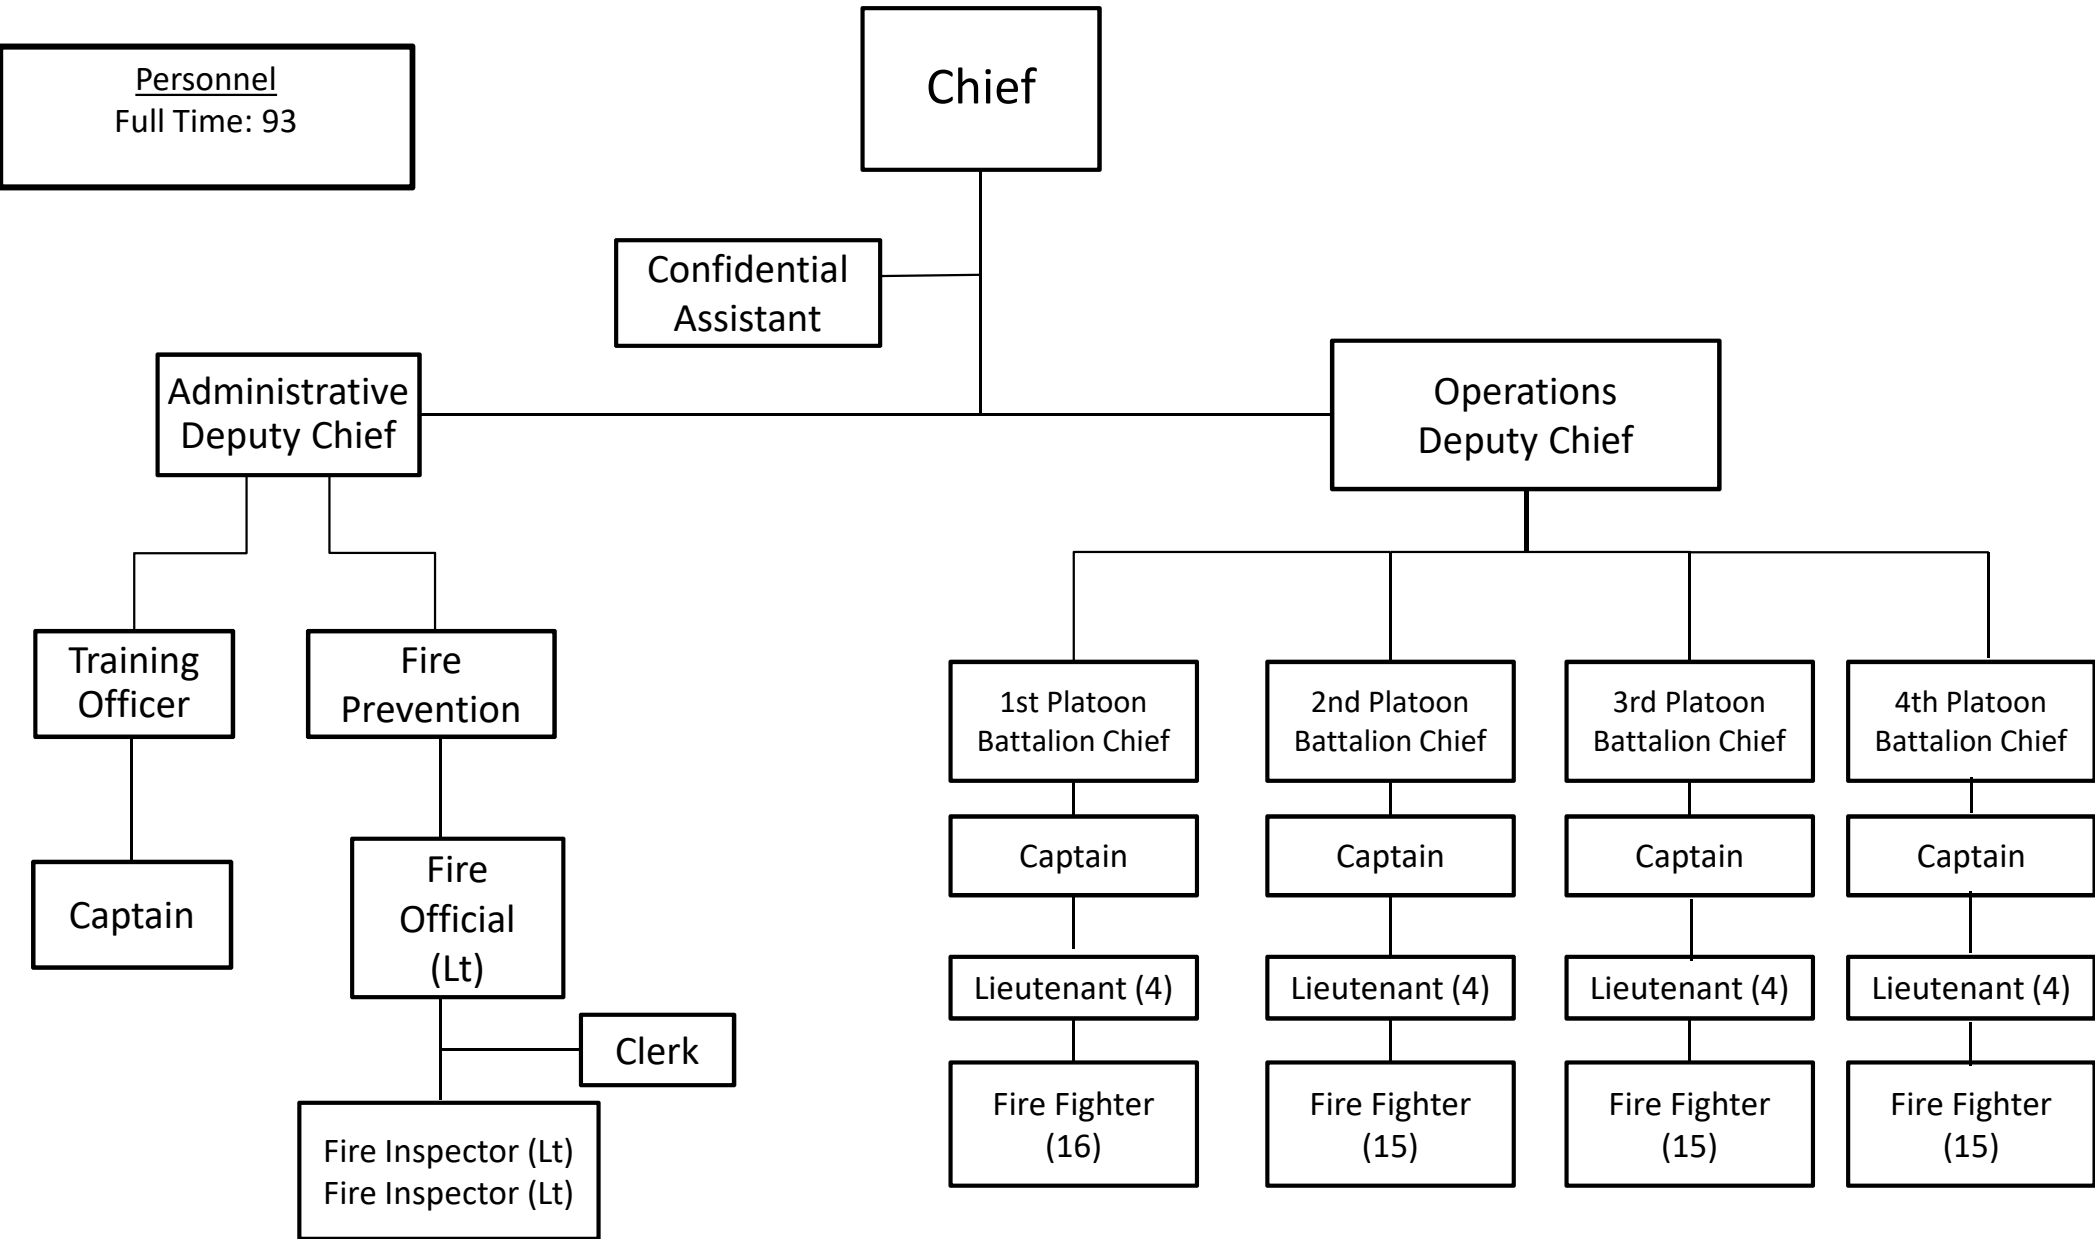 Personnel
Full Time: 93
Chief
Confidential
Assistant
Administrative
Deputy Chief
Operations
Deputy Chief
Training
Officer
Fire
Prevention
1st Platoon
Battalion Chief
2nd Platoon
Battalion Chief
3rd Platoon
Battalion Chief
4th Platoon
Battalion Chief
Captain
Captain
Captain
Captain
Captain
Fire
Official
(Lt)
Lieutenant (4)
Lieutenant (4)
Lieutenant (4)
Lieutenant (4)
Clerk
Fire Inspector (Lt)
Fire Inspector (Lt)
Fire Fighter
(16)
Fire Fighter
(15)
Fire Fighter
(15)
Fire Fighter
(15)